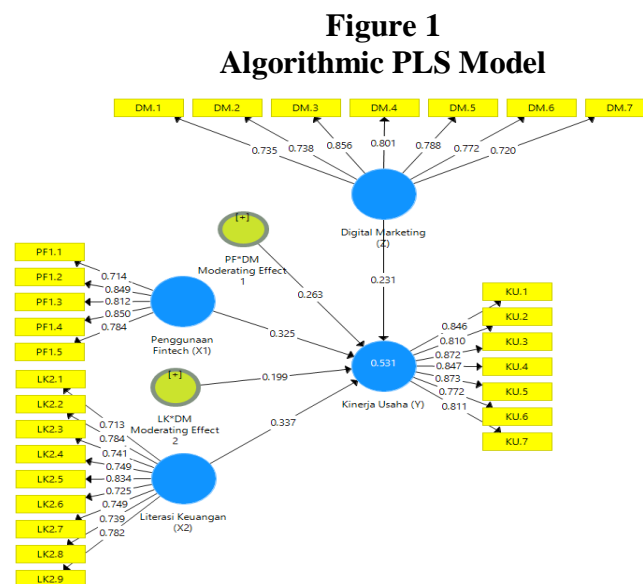 Figure 1
Algorithmic PLS Model
DM.1 DM.2 DM.3 DM.4 DM.5 DM.6 DM.7
0.735 0.738 0.856 0.801 0.788 0.772 0.720
Digital Marketing
(Z)
[+]
PF*DM
Moderating Effect
1
0.231
0.263
PF1.1
PF1.2
PF1.3
PF1.4
PF1.5
0.714
0.849
0.812
0.850
0.784
Penggunaan
Fintech (X1)
0.325
[+]
LK*DM
Moderating Effect
2
0.199
0.337
0.531
Kinerja Usaha (Y)
0.846
0.810
0.872
0.847
0.873
0.772
0.811
KU.1
KU.2
KU.3
KU.4
KU.5
KU.6
KU.7
LK2.1
LK2.2
LK2.3
LK2.4
LK2.5
LK2.6
LK2.7
LK2.8
LK2.9
0.713
0.784
0.741
0.749
0.834
0.725
0.749
0.739
0.782
Literasi Keuangan
(X2)